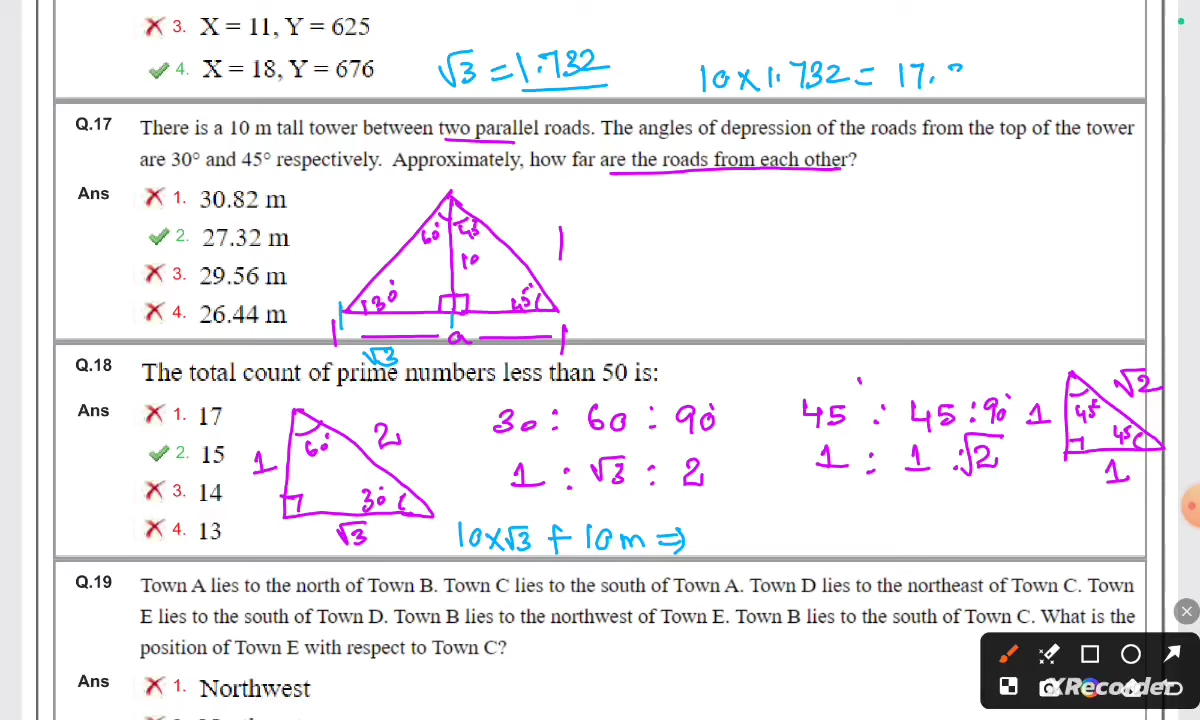 3. X = 11, Y = 625
4. X = 18, Y = 676
√3 = 1.732
10 x 1.732 = 17.
Q.17 There is a 10 m tall tower between two parallel roads. The angles of depression of the roads from the top of the tower
are 30° and 45° respectively. Approximately, how far are the roads from each other?
Ans 1. 30.82 m
2. 27.32 m
3. 29.56 m
4. 26.44 m
60° 45°
10
30° 45°
a
√3
Q.18 The total count of prime numbers less than 50 is:
Ans 1. 17
2. 15
3. 14
4. 13
60° 2
1
30°
√3
30 : 60 : 90°
1 : √3 : 2
45 : 45 : 90°
1 : 1 : √2
√2
1 45°
45°
1
10x√3 + 10m ⇒
Q.19 Town A lies to the north of Town B. Town C lies to the south of Town A. Town D lies to the northeast of Town C. Town
E lies to the south of Town D. Town B lies to the northwest of Town E. Town B lies to the south of Town C. What is the
position of Town E with respect to Town C?
Ans 1. Northwest
XRecorder